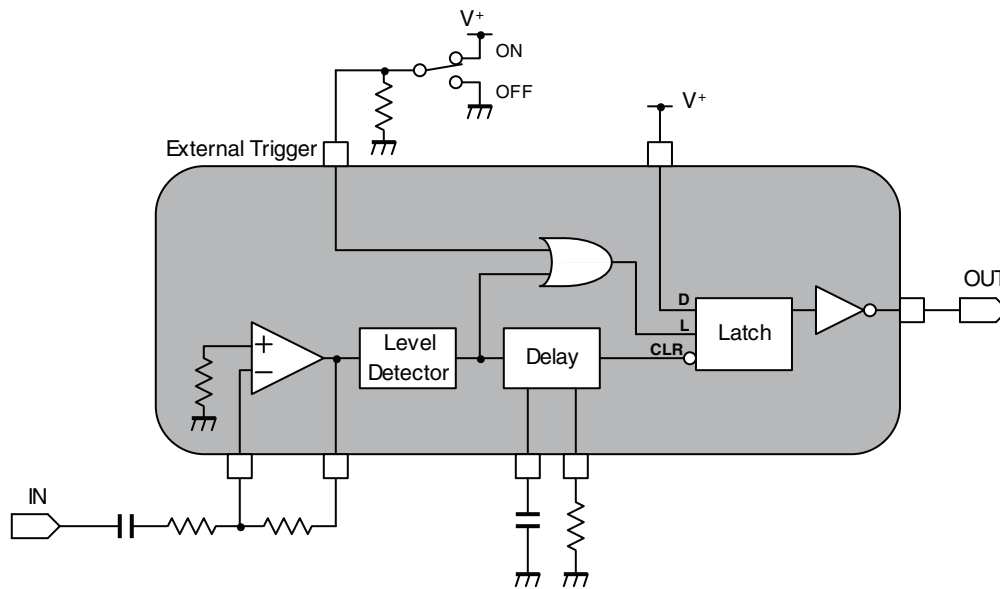 V+
ON
OFF
V+
External Trigger
OUT
D
L
CLR
Latch
+
−
Level
Detector
Delay
IN